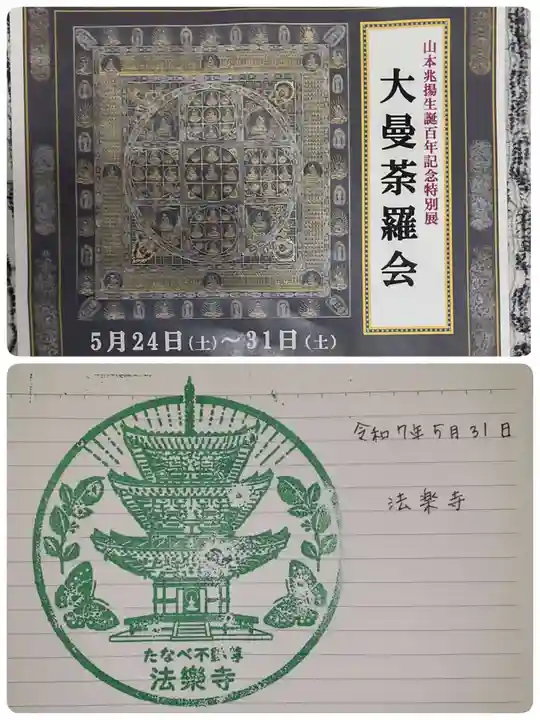 山本兆揚生誕百年記念特別展
大曼荼羅会
5月24日(土)～31日(土)
令和7年5月31日
法楽寺
たなべ不動尊
法樂寺